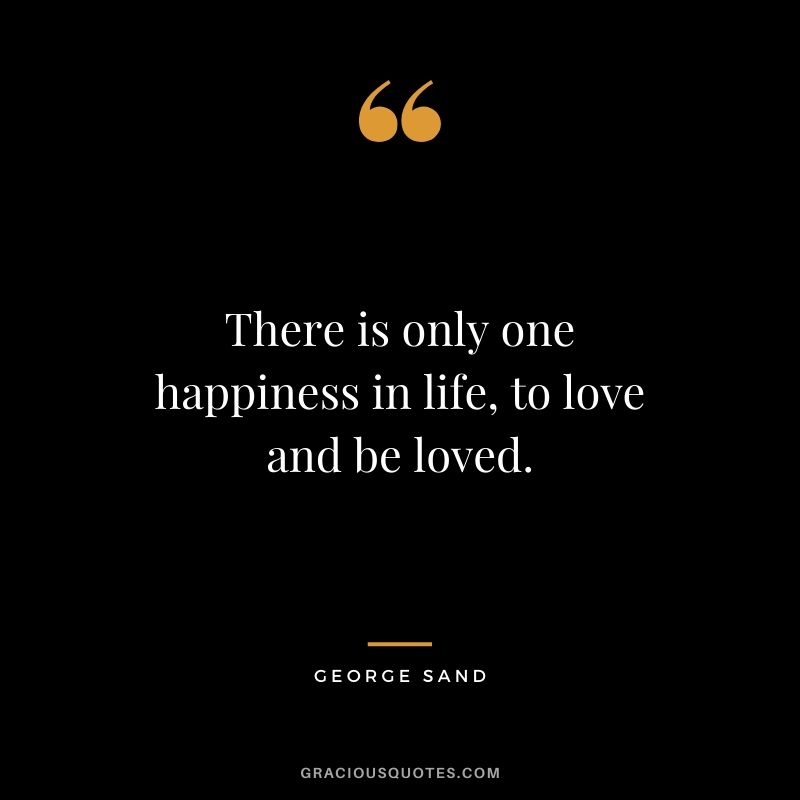 “
There is only one
happiness in life, to love
and be loved.
GEORGE SAND
GRACIOUSQUOTES.COM